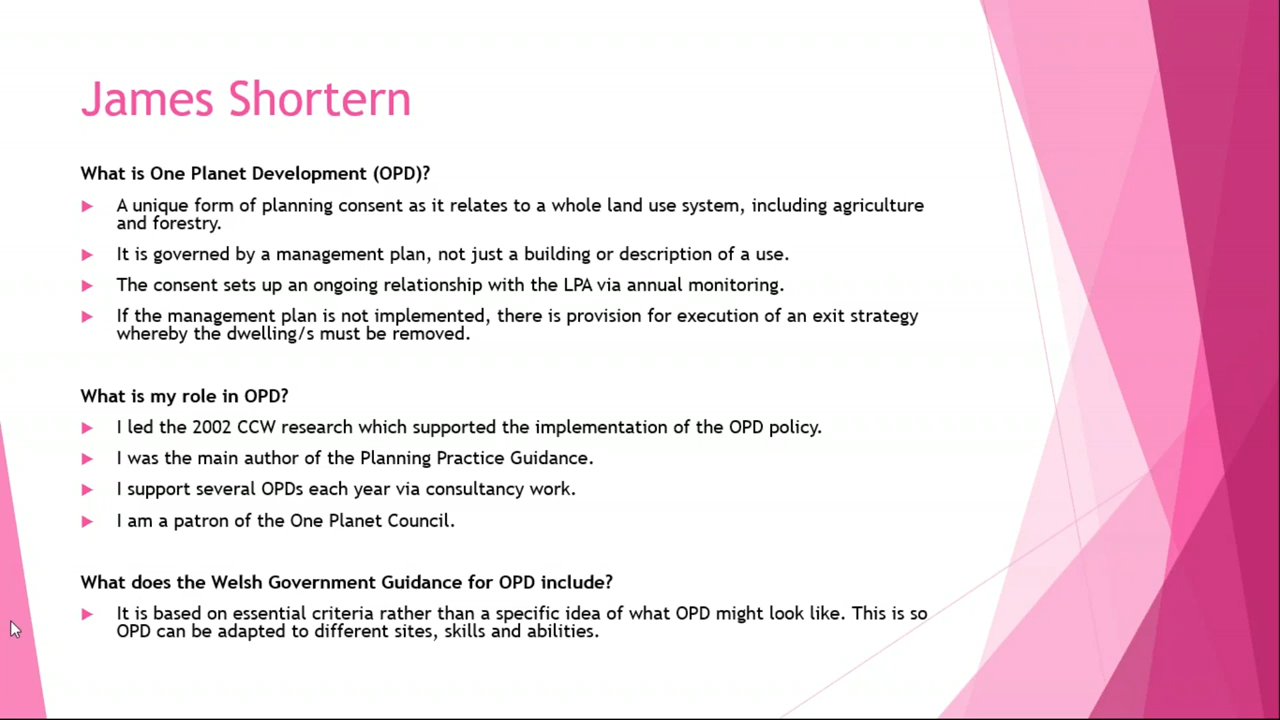 James Shortern
What is One Planet Development (OPD)?
A unique form of planning consent as it relates to a whole land use system, including agriculture
and forestry.
It is governed by a management plan, not just a building or description of a use.
The consent sets up an ongoing relationship with the LPA via annual monitoring.
If the management plan is not implemented, there is provision for execution of an exit strategy
whereby the dwelling/s must be removed.
What is my role in OPD?
I led the 2002 CCW research which supported the implementation of the OPD policy.
I was the main author of the Planning Practice Guidance.
I support several OPDs each year via consultancy work.
I am a patron of the One Planet Council.
What does the Welsh Government Guidance for OPD include?
It is based on essential criteria rather than a specific idea of what OPD might look like. This is so
OPD can be adapted to different sites, skills and abilities.